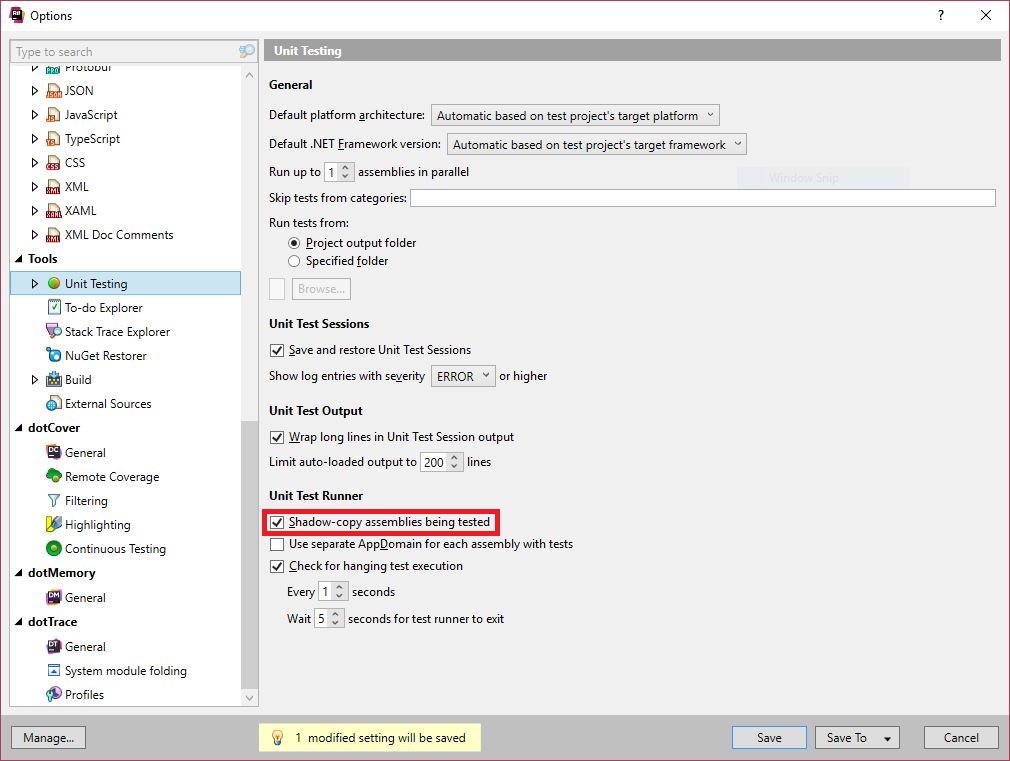 Options
?
Type to search
Protobuf
JSON
JavaScript
TypeScript
CSS
XML
XAML
XML Doc Comments
Tools
Unit Testing
To-do Explorer
Stack Trace Explorer
NuGet Restorer
Build
External Sources
dotCover
General
Remote Coverage
Filtering
Highlighting
Continuous Testing
dotMemory
General
dotTrace
General
System module folding
Profiles
Unit Testing
General
Default platform architecture: Automatic based on test project's target platform
Default .NET Framework version: Automatic based on test project's target framework
Run up to 1 assemblies in parallel
Window Snip
Skip tests from categories:
Run tests from:
Project output folder
Specified folder
Browse...
Unit Test Sessions
Save and restore Unit Test Sessions
Show log entries with severity ERROR or higher
Unit Test Output
Wrap long lines in Unit Test Session output
Limit auto-loaded output to 200 lines
Unit Test Runner
Shadow-copy assemblies being tested
Use separate AppDomain for each assembly with tests
Check for hanging test execution
Every 1 seconds
Wait 5 seconds for test runner to exit
Manage...
1 modified setting will be saved
Save
Save To
Cancel